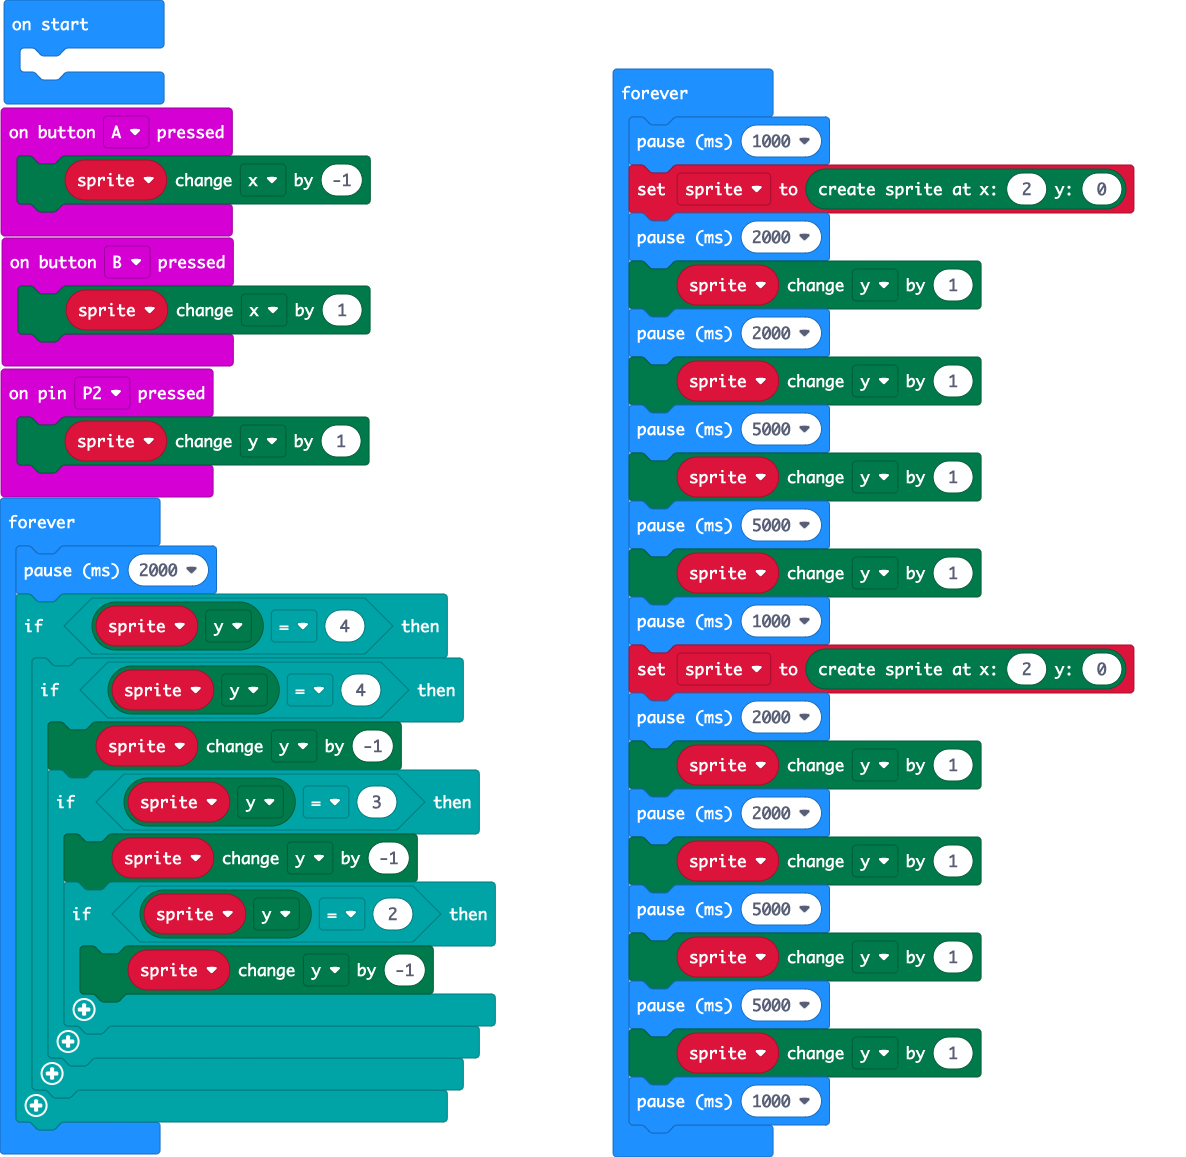 on start
on button A pressed
sprite change x by -1
on button B pressed
sprite change x by 1
on pin P2 pressed
sprite change y by 1
forever
pause (ms) 2000
if sprite y = 4 then
if sprite y = 4 then
sprite change y by -1
if sprite y = 3 then
sprite change y by -1
if sprite y = 2 then
sprite change y by -1
forever
pause (ms) 1000
set sprite to create sprite at x: 2 y: 0
pause (ms) 2000
sprite change y by 1
pause (ms) 2000
sprite change y by 1
pause (ms) 5000
sprite change y by 1
pause (ms) 5000
sprite change y by 1
pause (ms) 1000
set sprite to create sprite at x: 2 y: 0
pause (ms) 2000
sprite change y by 1
pause (ms) 2000
sprite change y by 1
pause (ms) 5000
sprite change y by 1
pause (ms) 5000
sprite change y by 1
pause (ms) 1000